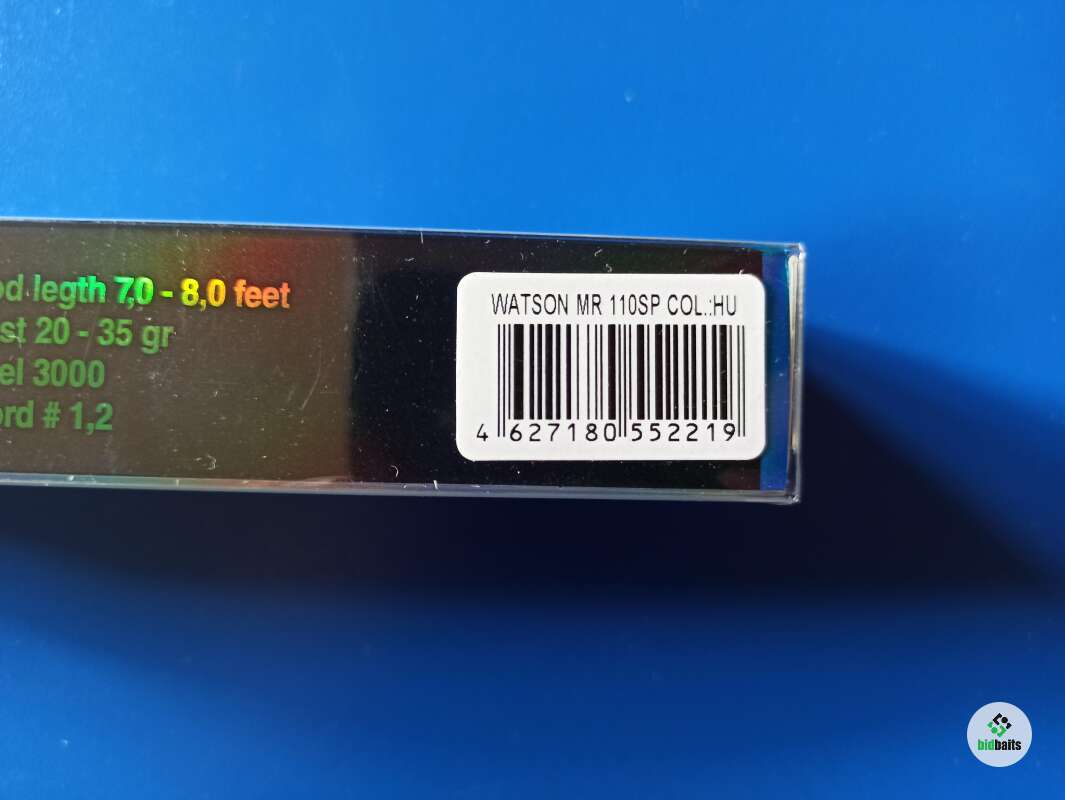 od legth 7,0 - 8,0 feet
st 20 - 35 gr
el 3000
ord # 1,2
WATSON MR 110SP COL.:HU
4 627180 552219
bidbaits